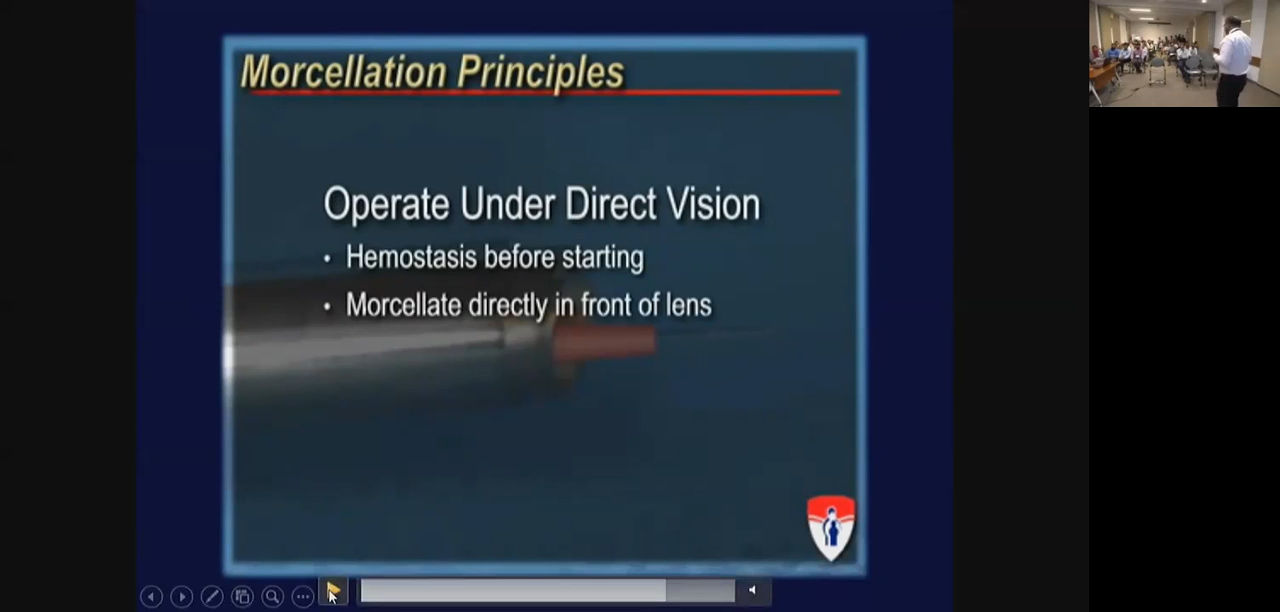 Morcellation Principles
Operate Under Direct Vision
• Hemostasis before starting
• Morcellate directly in front of lens